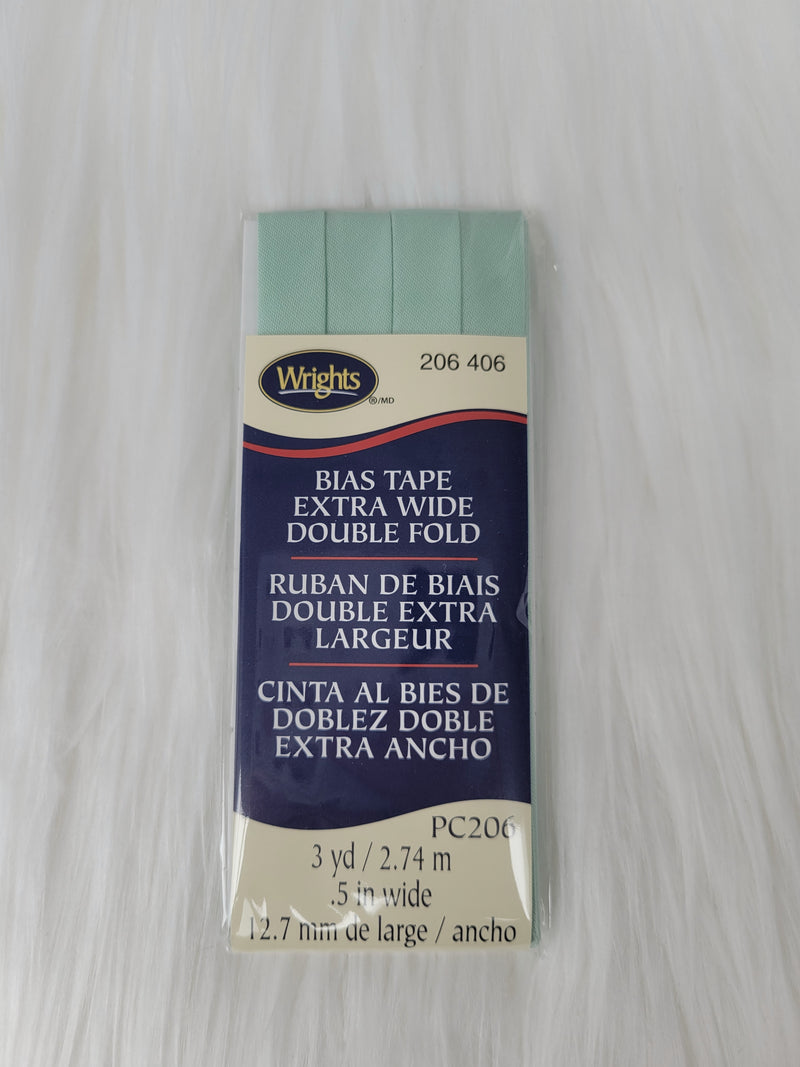 Wrights
®/MD
206 406
BIAS TAPE
EXTRA WIDE
DOUBLE FOLD
RUBAN DE BIAIS
DOUBLE EXTRA
LARGEUR
CINTA AL BIES DE
DOBLEZ DOBLE
EXTRA ANCHO
PC206
3 yd / 2.74 m
.5 in wide
12.7 mm de large / ancho